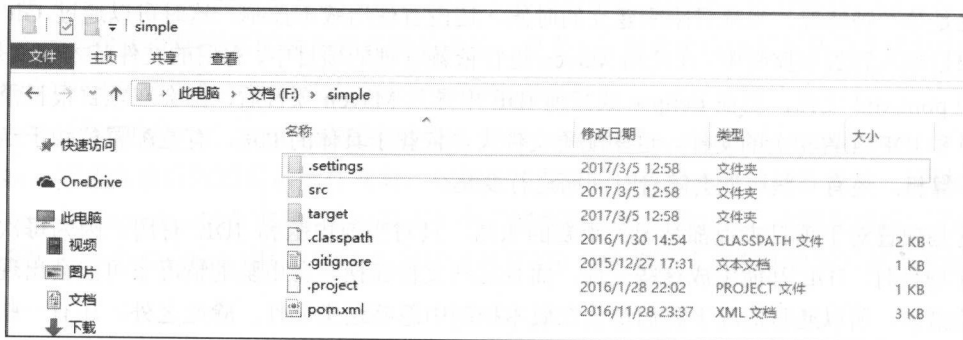 simple
文件 主页 共享 查看
此电脑 > 文档 (F:) > simple
名称 修改日期 类型 大小
快速访问
OneDrive
此电脑
视频
图片
文档
下载
.settings 2017/3/5 12:58 文件夹
src 2017/3/5 12:58 文件夹
target 2017/3/5 12:58 文件夹
.classpath 2016/1/30 14:54 CLASSPATH 文件 2 KB
.gitignore 2015/12/27 17:31 文本文档 1 KB
.project 2016/1/28 22:02 PROJECT 文件 1 KB
pom.xml 2016/11/28 23:37 XML 文档 3 KB